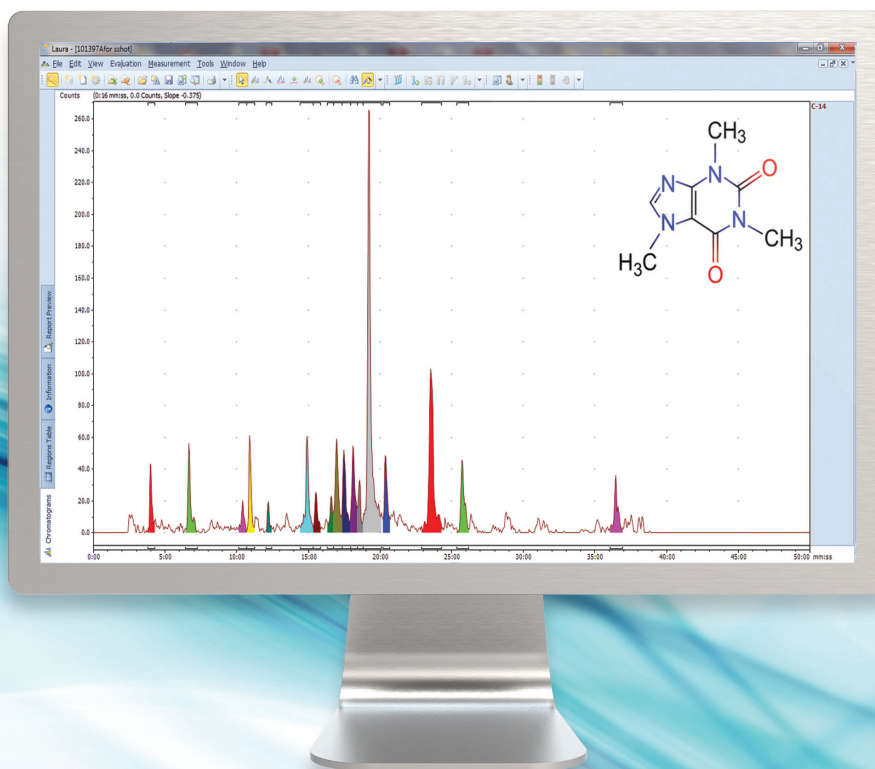 Laura - [101397Afor sshot]
File Edit View Evaluation Measurement Tools Window Help
Counts (0:16 mm:ss, 0.0 Counts, Slope -0.375)
C-14
260.0
240.0
220.0
200.0
180.0
160.0
140.0
120.0
100.0
80.0
60.0
40.0
20.0
0.0
0:00 5:00 10:00 15:00 20:00 25:00 30:00 35:00 40:00 45:00 50:00 mm:ss
Report Preview
Information
Regions Table
Chromatograms
CH3
N
N
O
N
N
CH3
H3C
O